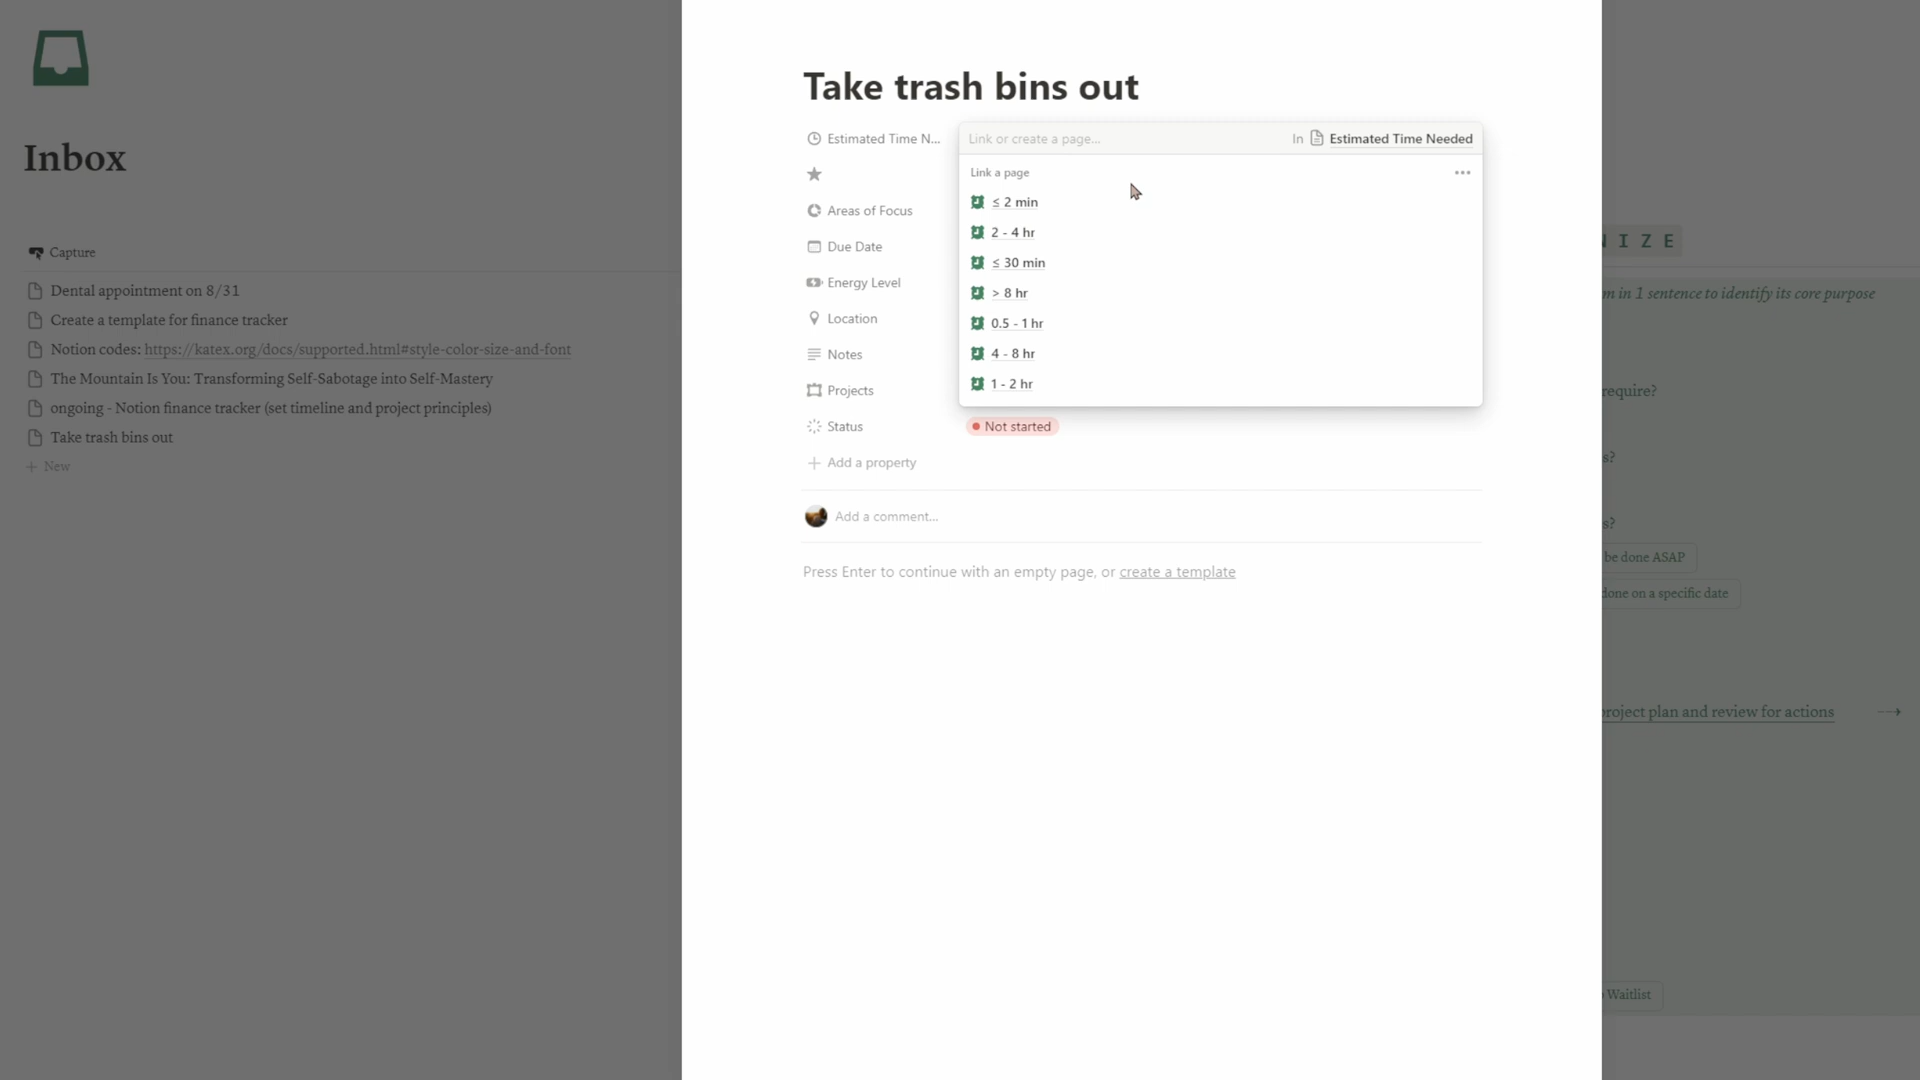 Inbox
Capture
Dental appointment on 8/31
Create a template for finance tracker
Notion codes: https://katex.org/docs/supported.html#style-color-size-and-font
The Mountain Is You: Transforming Self-Sabotage into Self-Mastery
ongoing - Notion finance tracker (set timeline and project principles)
Take trash bins out
New
Take trash bins out
Estimated Time N...
Link or create a page... In Estimated Time Needed
Link a page
≤ 2 min
2 - 4 hr
≤ 30 min
> 8 hr
0.5 - 1 hr
4 - 8 hr
1 - 2 hr
Areas of Focus
Due Date
Energy Level
Location
Notes
Projects
Status Not started
Add a property
Add a comment...
Press Enter to continue with an empty page, or create a template
I Z E
in 1 sentence to identify its core purpose
require?
s?
s?
be done ASAP
done on a specific date
project plan and review for actions →
Waitlist